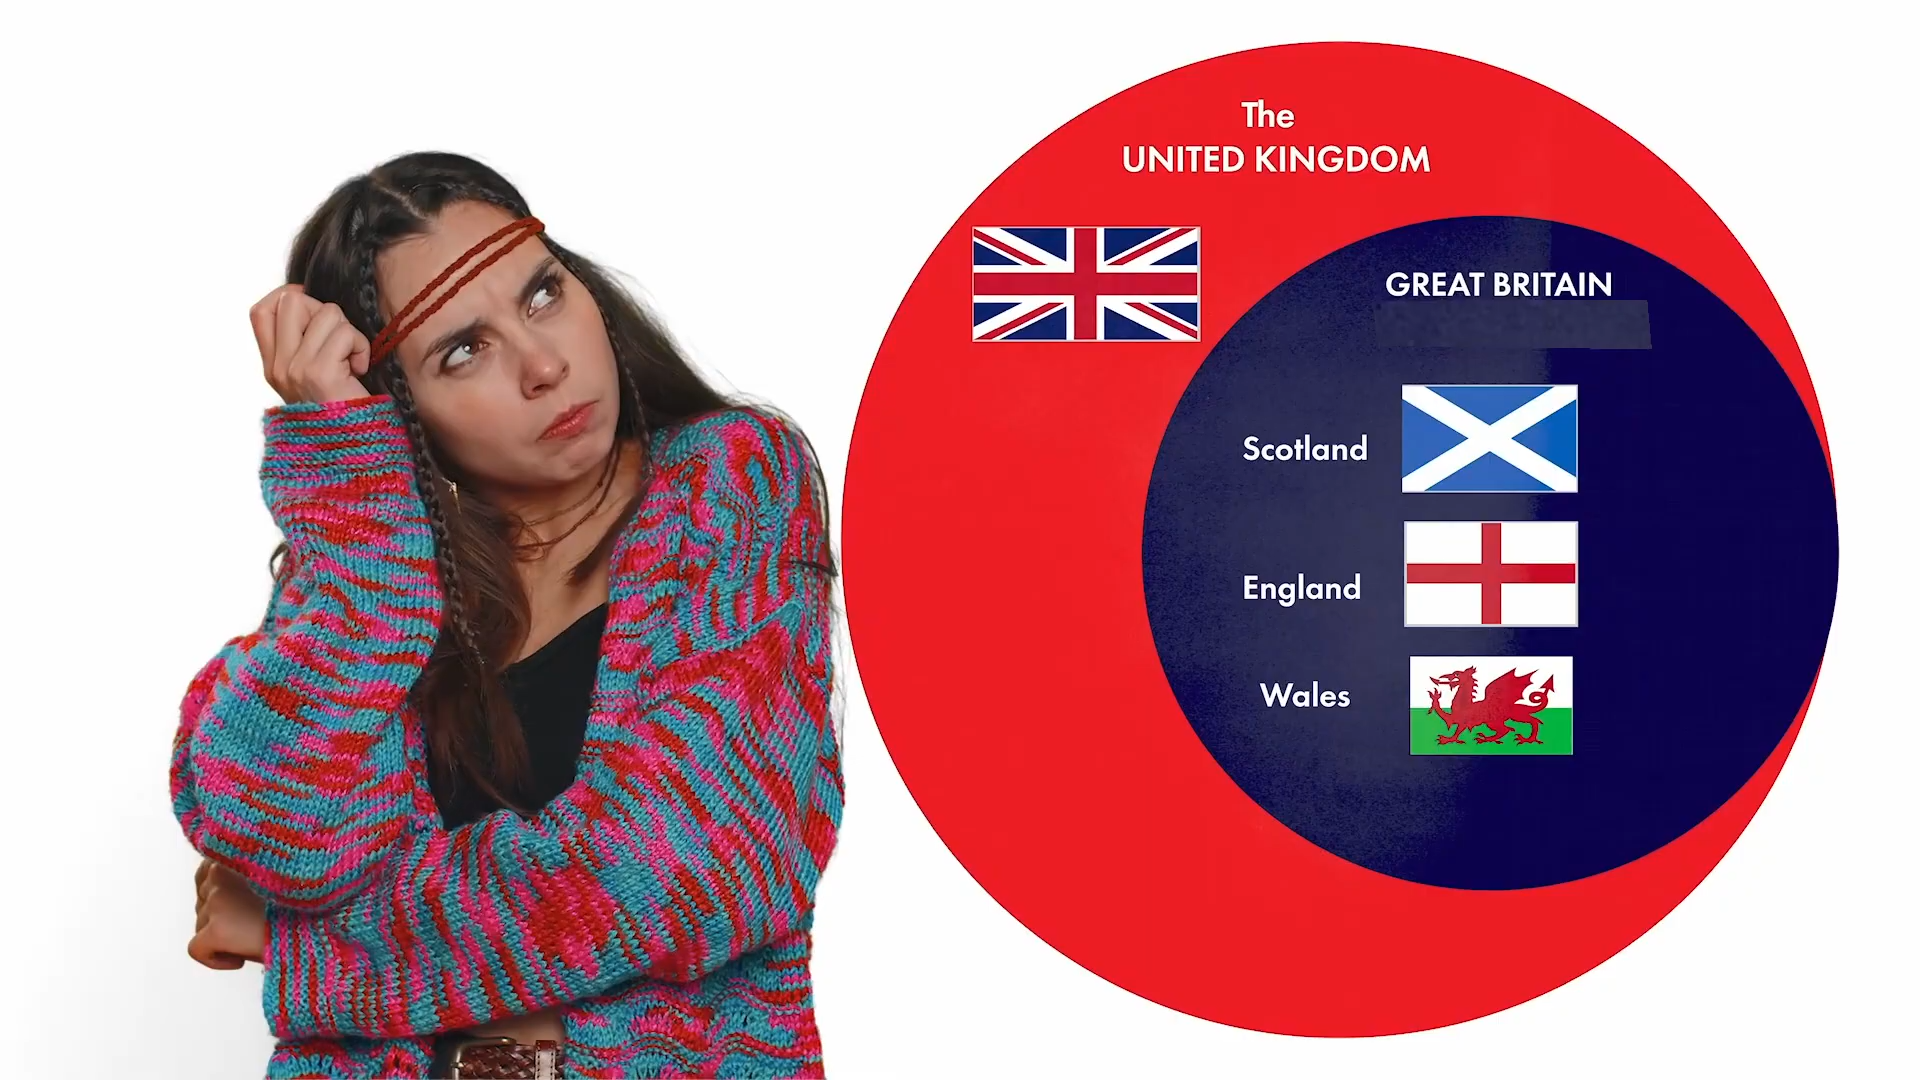 The
UNITED KINGDOM
GREAT BRITAIN
Scotland
England
Wales